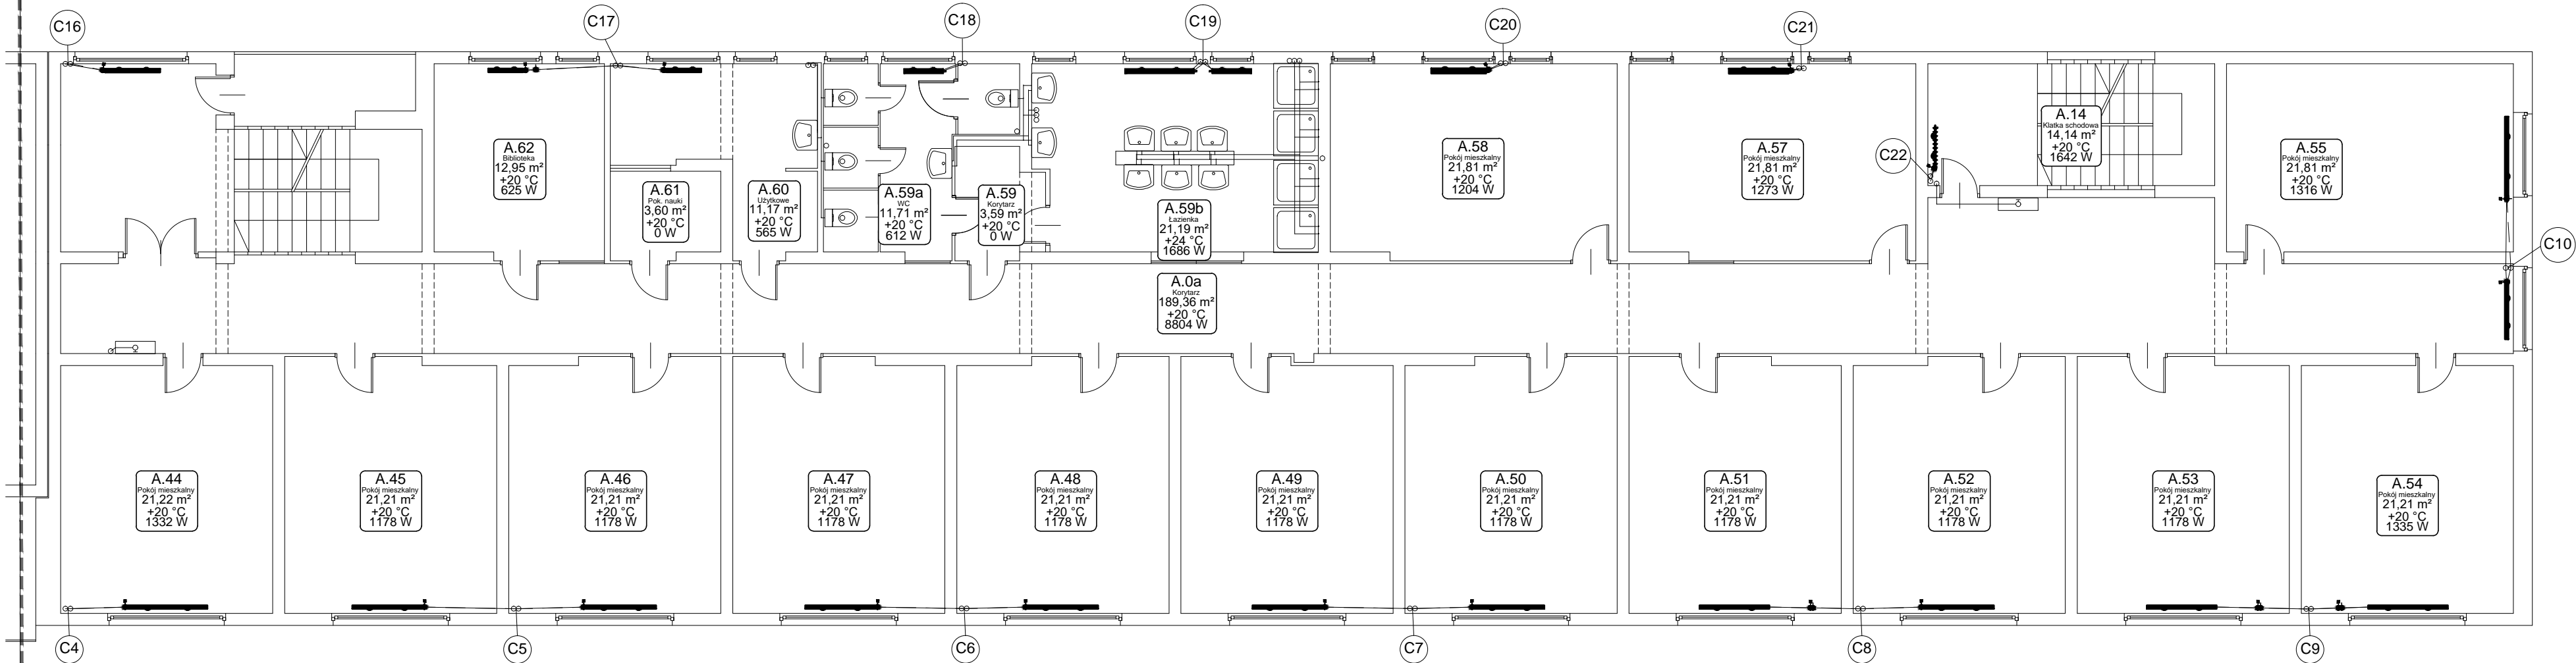 C16
C17
C18
C19
C20
C21
A.62
Biblioteka
12,95 m²
+20 °C
625 W
A.61
Pok. nauki
3,60 m²
+20 °C
0 W
A.60
Użytkowe
11,17 m²
+20 °C
565 W
A.59a
WC
11,71 m²
+20 °C
612 W
A.59
Korytarz
3,59 m²
+20 °C
0 W
A.59b
Łazienka
21,19 m²
+24 °C
1686 W
A.58
Pokój mieszkalny
21,81 m²
+20 °C
1204 W
A.57
Pokój mieszkalny
21,81 m²
+20 °C
1273 W
C22
A.14
Klatka schodowa
14,14 m²
+20 °C
1642 W
A.55
Pokój mieszkalny
21,81 m²
+20 °C
1316 W
C10
A.0a
Korytarz
189,36 m²
+20 °C
8804 W
A.44
Pokój mieszkalny
21,22 m²
+20 °C
1332 W
A.45
Pokój mieszkalny
21,21 m²
+20 °C
1178 W
A.46
Pokój mieszkalny
21,21 m²
+20 °C
1178 W
A.47
Pokój mieszkalny
21,21 m²
+20 °C
1178 W
A.48
Pokój mieszkalny
21,21 m²
+20 °C
1178 W
A.49
Pokój mieszkalny
21,21 m²
+20 °C
1178 W
A.50
Pokój mieszkalny
21,21 m²
+20 °C
1178 W
A.51
Pokój mieszkalny
21,21 m²
+20 °C
1178 W
A.52
Pokój mieszkalny
21,21 m²
+20 °C
1178 W
A.53
Pokój mieszkalny
21,21 m²
+20 °C
1178 W
A.54
Pokój mieszkalny
21,21 m²
+20 °C
1335 W
C4
C5
C6
C7
C8
C9